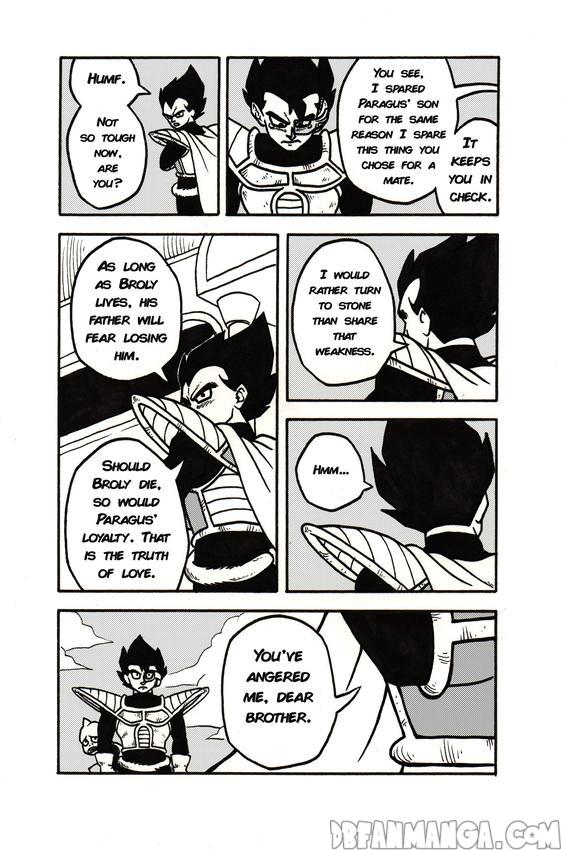 Humf.
Not
so tough
now,
are
you?
You see,
I spared
Paragus' son
for the same
reason I spare
this thing you
chose for a
mate.
It
keeps
you in
check.
As long
as Broly
lives, his
father will
fear losing
him.
Should
Broly die,
so would
Paragus'
loyalty. That
is the truth
of love.
I would
rather turn
to stone
than share
that
weakness.
Hmm...
You've
angered
me, dear
brother.
DBFANMANGA.COM